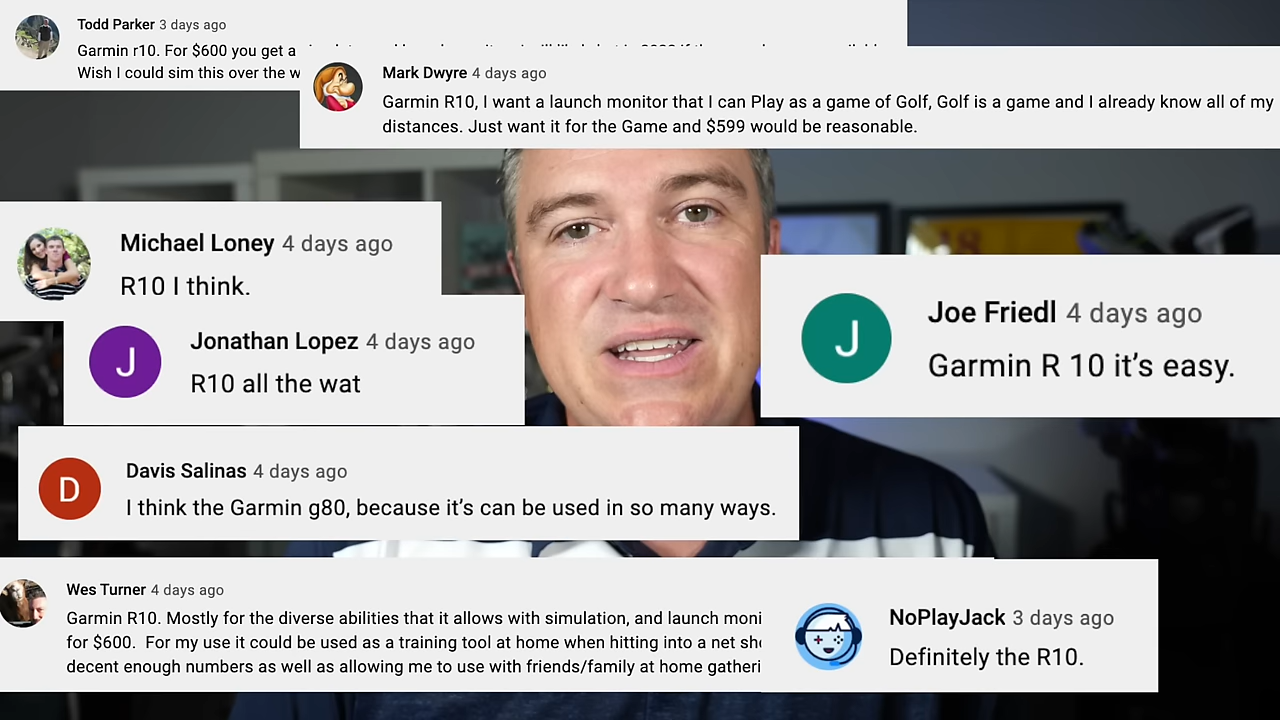 Todd Parker 3 days ago
Garmin r10. For $600 you get a
Wish I could sim this over the w
Mark Dwyre 4 days ago
Garmin R10, I want a launch monitor that I can Play as a game of Golf, Golf is a game and I already know all of my
distances. Just want it for the Game and $599 would be reasonable.
Michael Loney 4 days ago
R10 I think.
Jonathan Lopez 4 days ago
R10 all the wat
Joe Friedl 4 days ago
Garmin R 10 it’s easy.
Davis Salinas 4 days ago
I think the Garmin g80, because it’s can be used in so many ways.
Wes Turner 4 days ago
Garmin R10. Mostly for the diverse abilities that it allows with simulation, and launch moni
for $600. For my use it could be used as a training tool at home when hitting into a net sh
decent enough numbers as well as allowing me to use with friends/family at home gatheri
NoPlayJack 3 days ago
Definitely the R10.
J
J
D
18